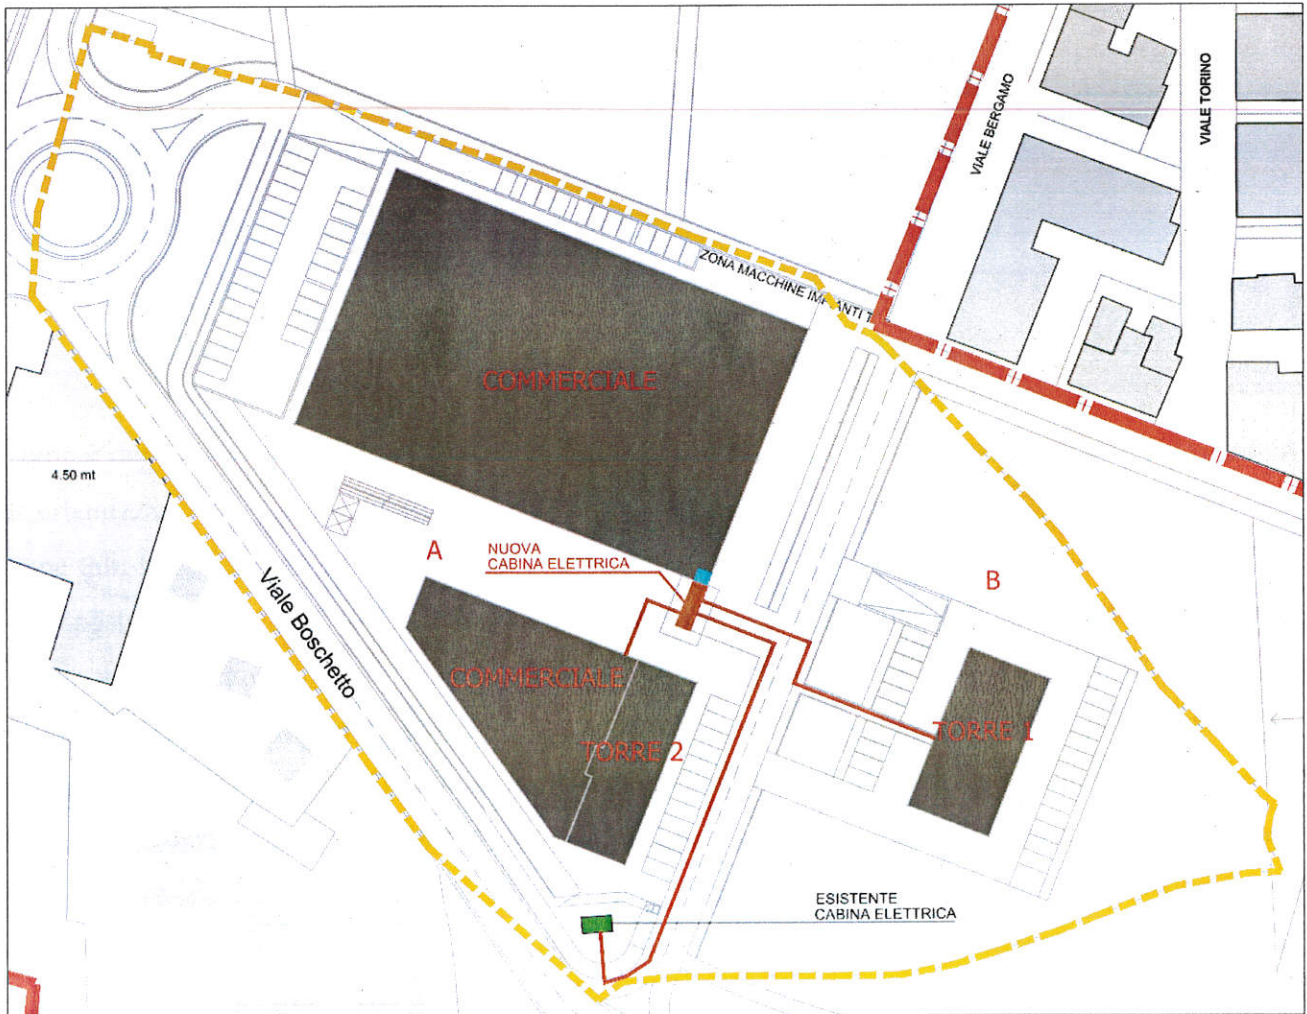 VIALE BERGAMO
VIALE TORINO
ZONA MACCHINE IMPIANTI
COMMERCIALE
4.50 mt
A
NUOVA
CABINA ELETTRICA
B
Viale Boschetto
COMMERCIALE
TORRE 2
TORRE 1
ESISTENTE
CABINA ELETTRICA